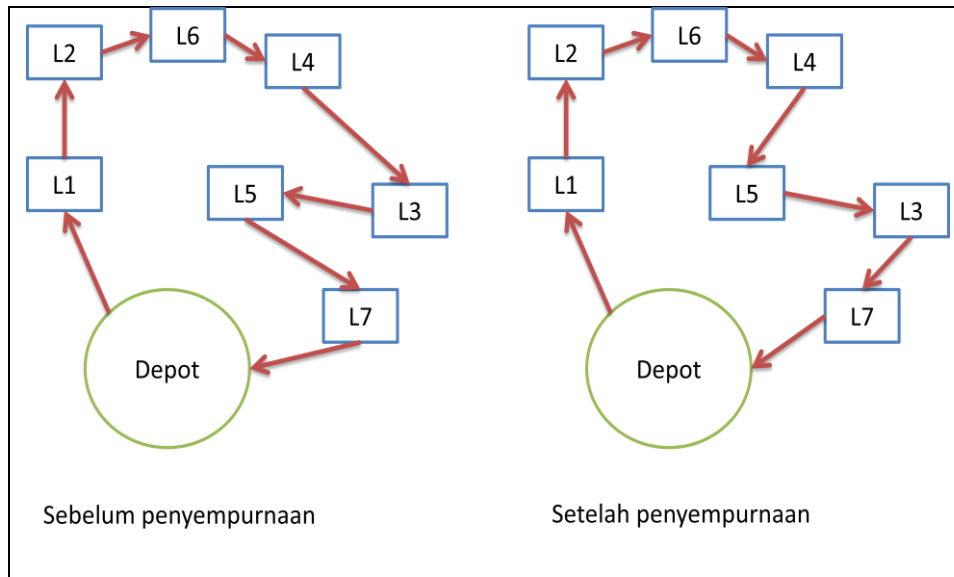 L6
L2
L4
L1
L5
L3
L7
Depot
Sebelum penyempurnaan
L6
L2
L4
L1
L5
L3
L7
Depot
Setelah penyempurnaan